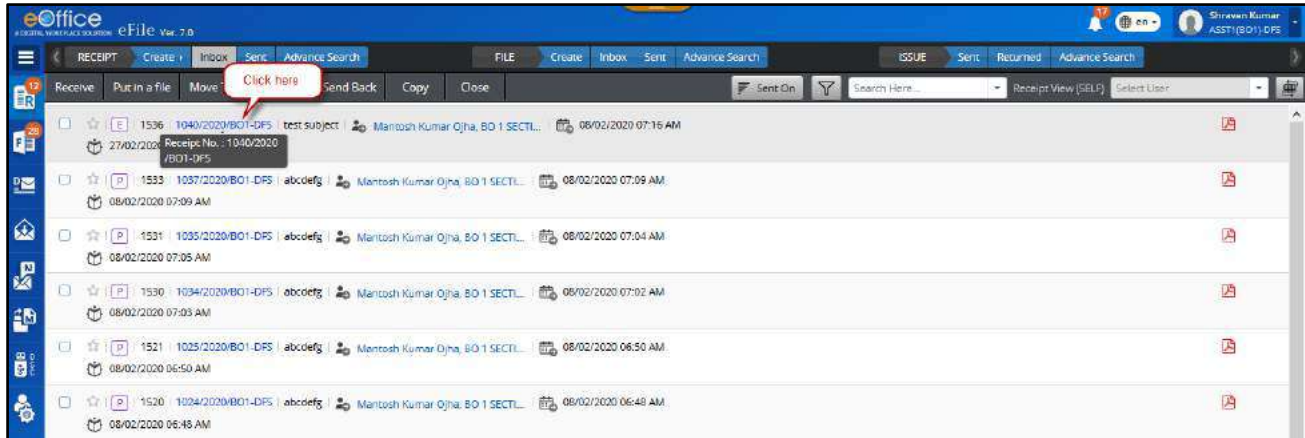 eOffice
A DIGITAL WORKPLACE SOLUTION eFile Ver. 7.0
17
en
Shravan Kumar
ASST1(BO1)-DFS
RECEIPT Create Inbox Sent Advance Search FILE Create Inbox Sent Advance Search ISSUE Sent Returned Advance Search
Receive Put in a file Move T Send Back Copy Close Sent On Search Here... Receipt View (SELF) Select User
Click here
12
R
E 1536 1040/2020/BO1-DFS test subject Mantosh Kumar Ojha, BO 1 SECTI... 08/02/2020 07:16 AM
27/02/202
Receipt No. : 1040/2020
/BO1-DFS
28
F
P 1533 1037/2020/BO1-DFS abcdefg Mantosh Kumar Ojha, BO 1 SECTI... 08/02/2020 07:09 AM
08/02/2020 07:09 AM
P 1531 1035/2020/BO1-DFS abcdefg Mantosh Kumar Ojha, BO 1 SECTI... 08/02/2020 07:04 AM
08/02/2020 07:05 AM
P 1530 1034/2020/BO1-DFS abcdefg Mantosh Kumar Ojha, BO 1 SECTI... 08/02/2020 07:02 AM
08/02/2020 07:03 AM
P 1521 1025/2020/BO1-DFS abcdefg Mantosh Kumar Ojha, BO 1 SECTI... 08/02/2020 06:50 AM
08/02/2020 06:50 AM
P 1520 1024/2020/BO1-DFS abcdefg Mantosh Kumar Ojha, BO 1 SECTI... 08/02/2020 06:48 AM
08/02/2020 06:48 AM